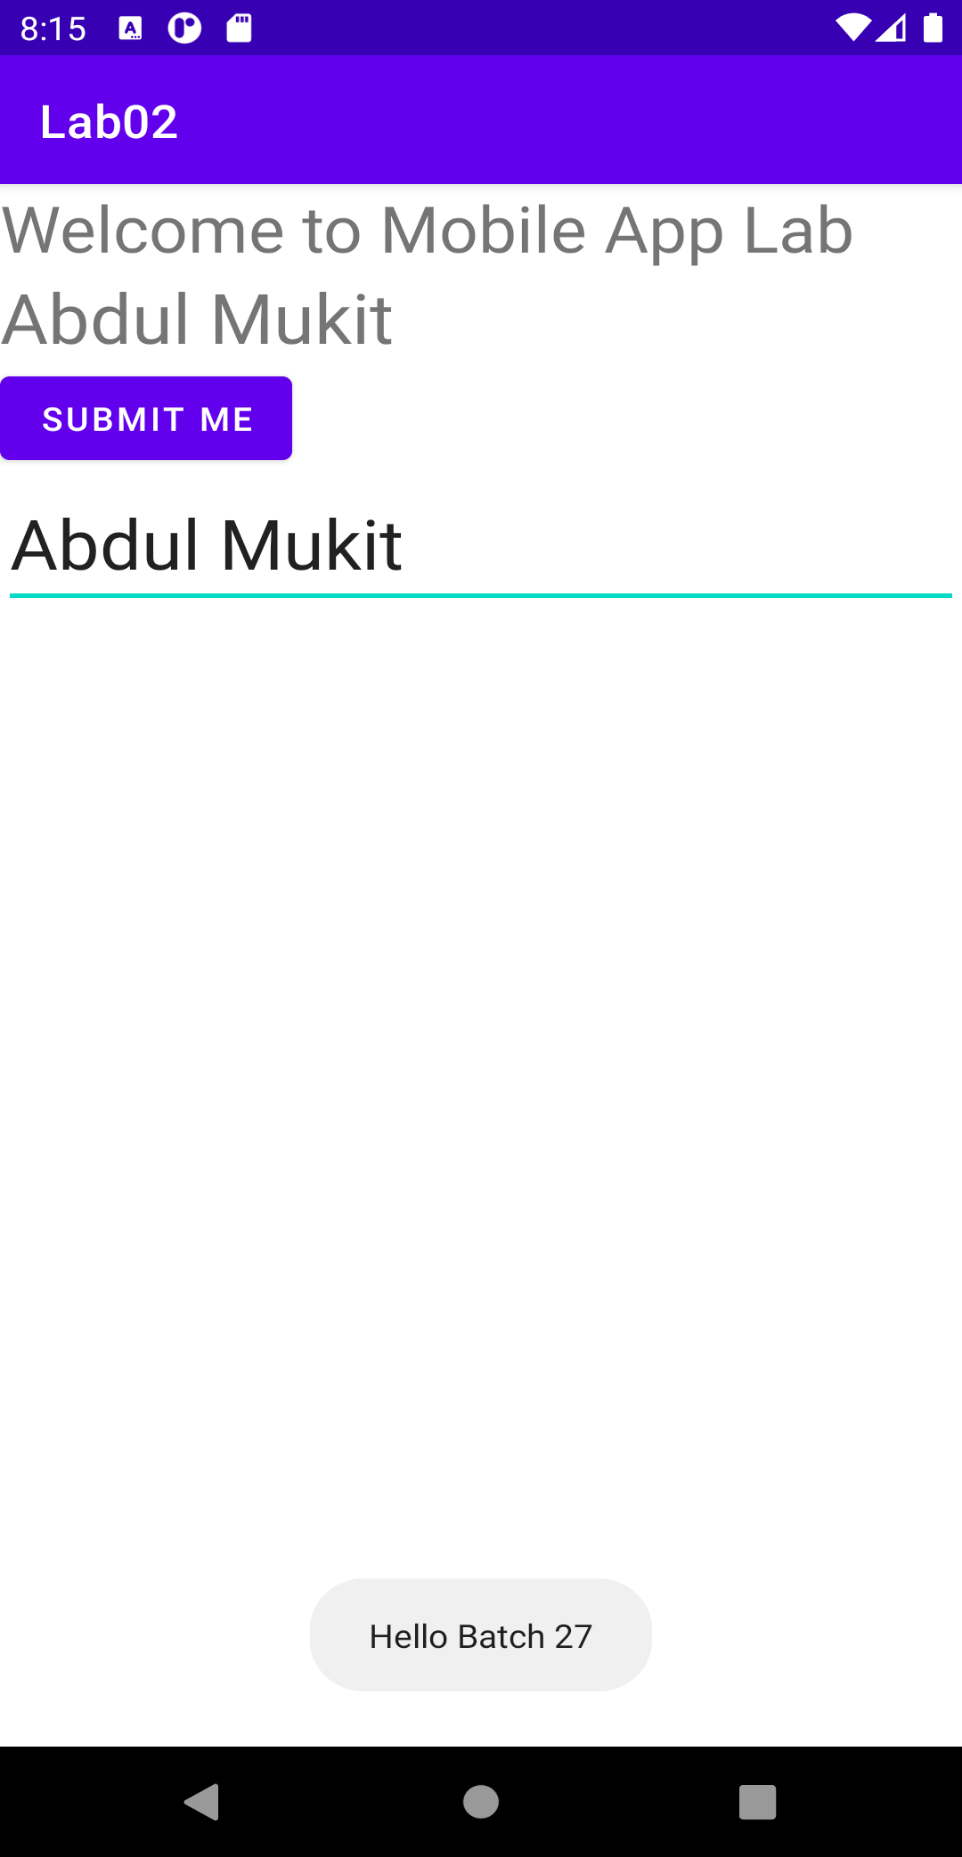 8:15
Lab02
Welcome to Mobile App Lab
Abdul Mukit
SUBMIT ME
Abdul Mukit
Hello Batch 27